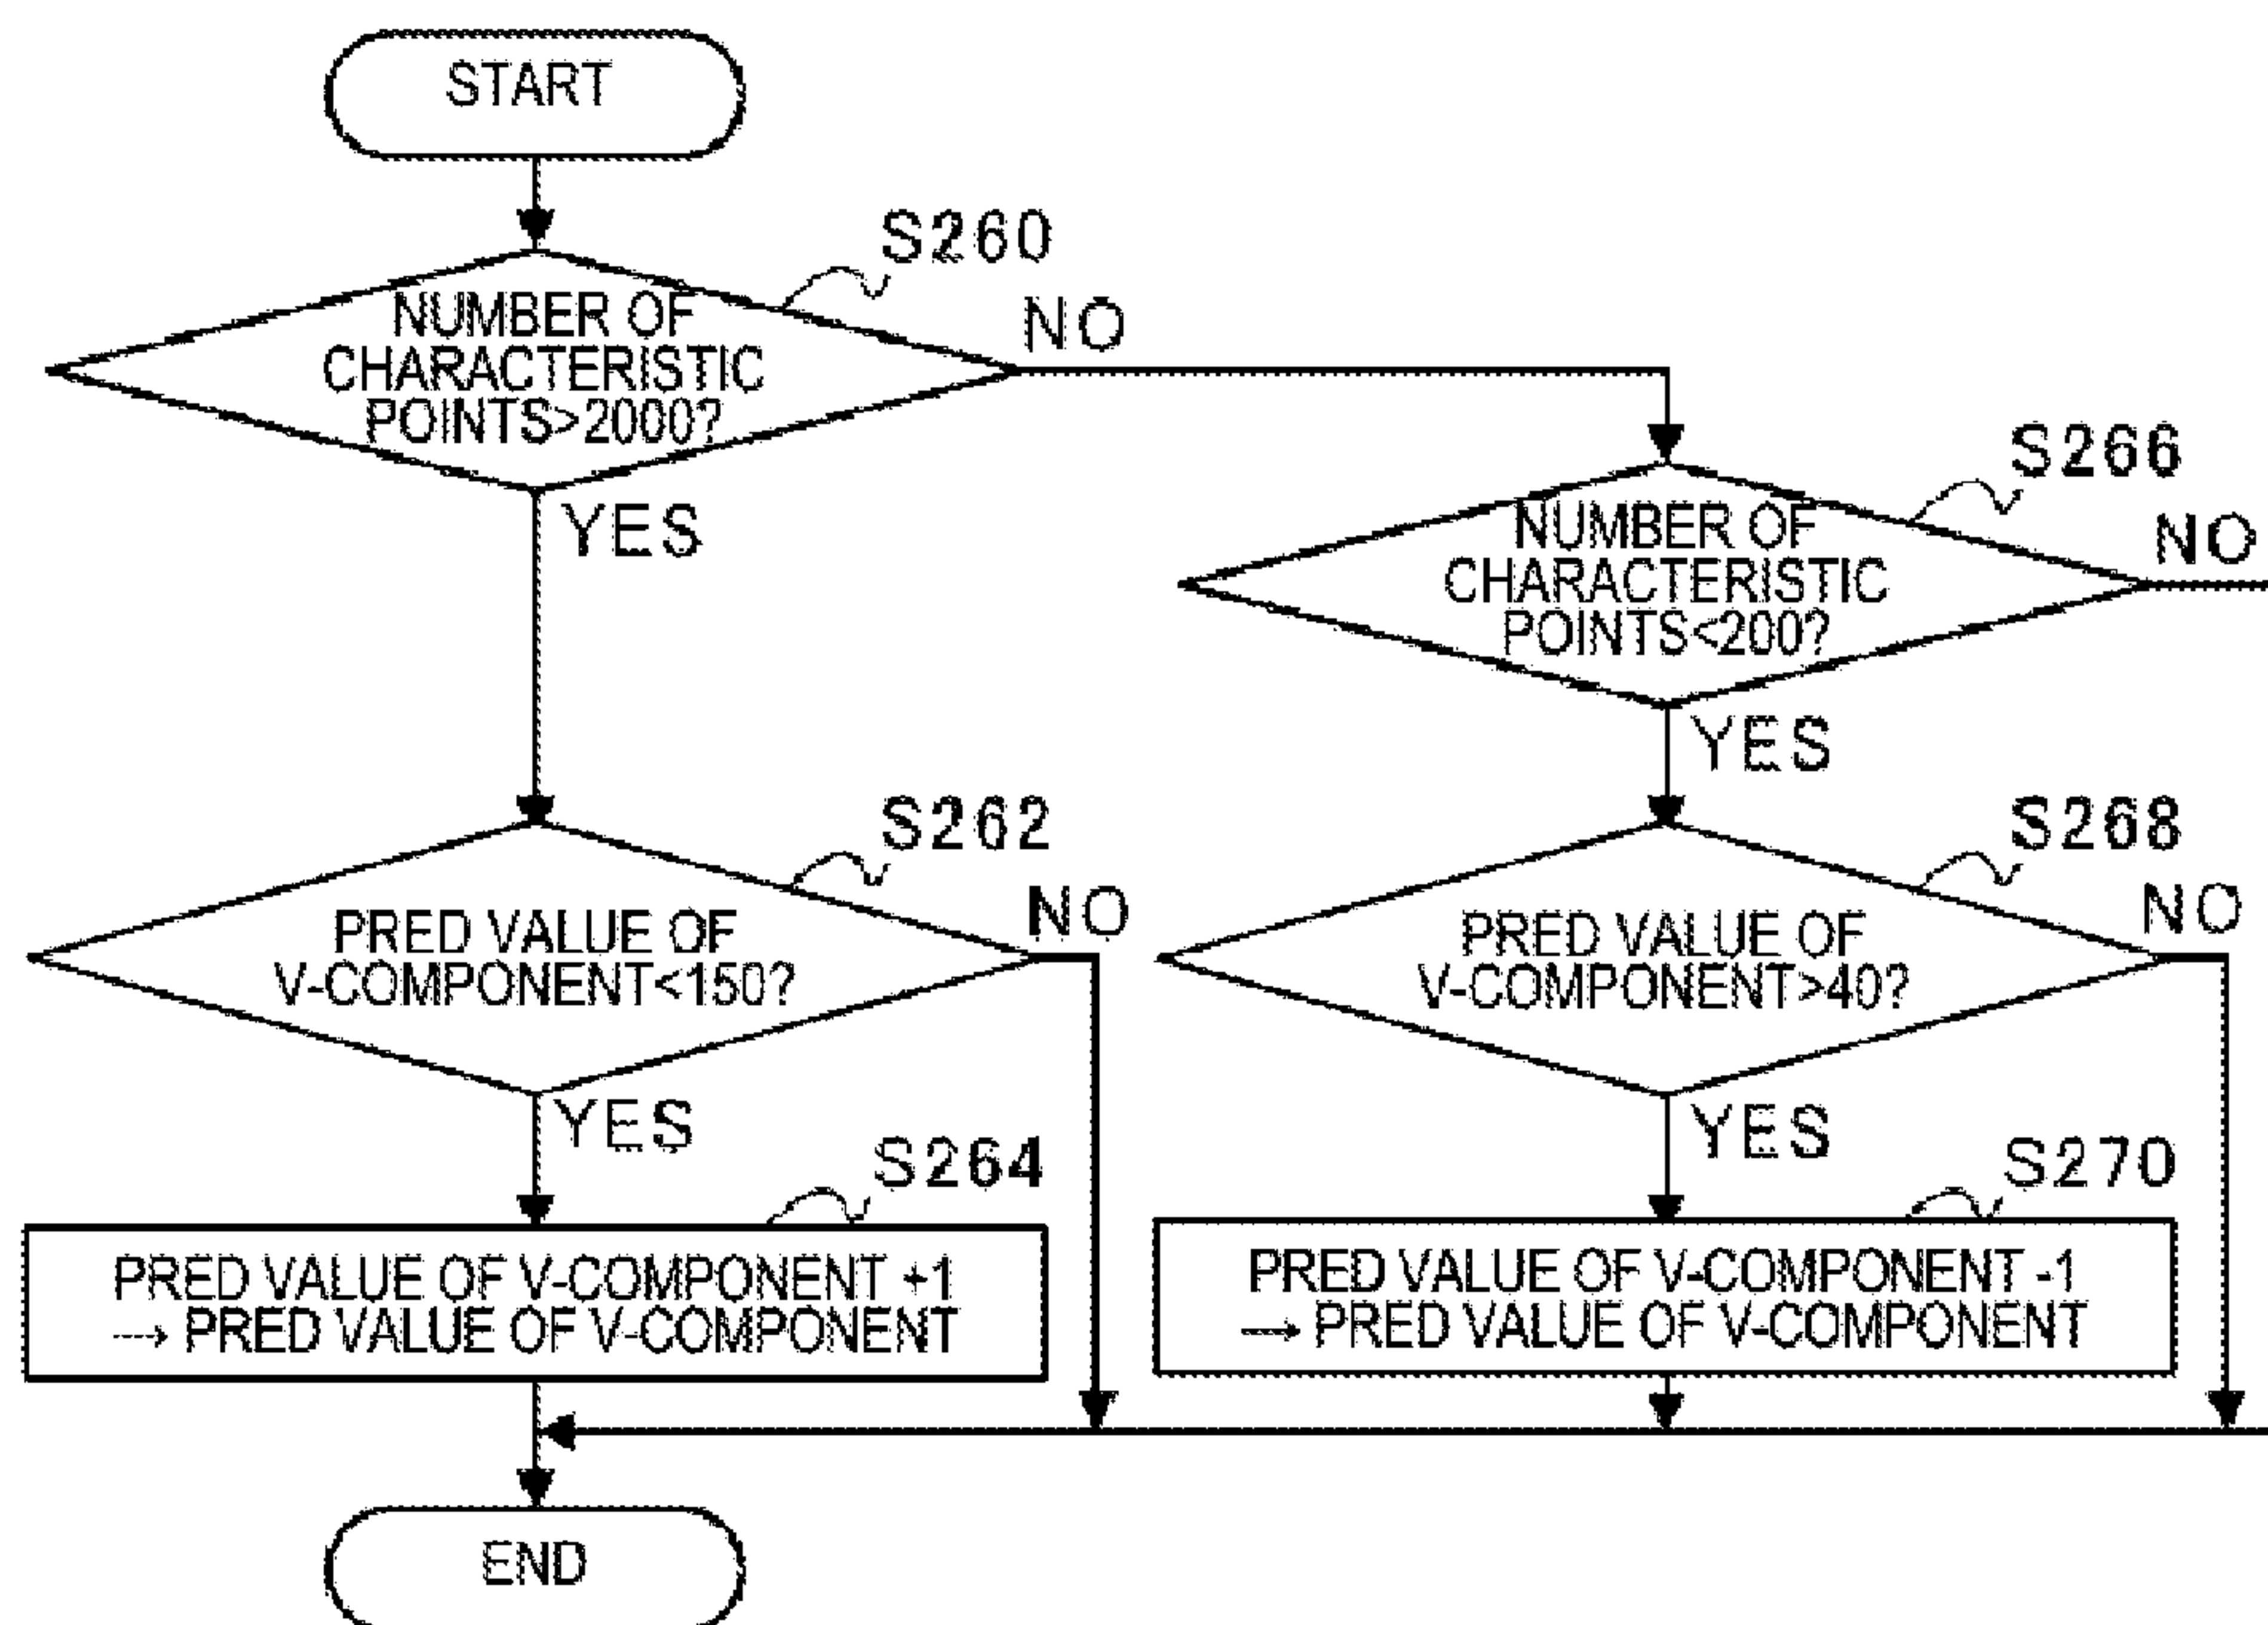 START
S260
NUMBER OF
CHARACTERISTIC
POINTS>2000?
NO
YES
S266
NUMBER OF
CHARACTERISTIC
POINTS<200?
NO
YES
S262
PRED VALUE OF
V-COMPONENT<150?
NO
YES
S268
PRED VALUE OF
V-COMPONENT>40?
NO
YES
S264
PRED VALUE OF V-COMPONENT +1
→ PRED VALUE OF V-COMPONENT
S270
PRED VALUE OF V-COMPONENT -1
→ PRED VALUE OF V-COMPONENT
END